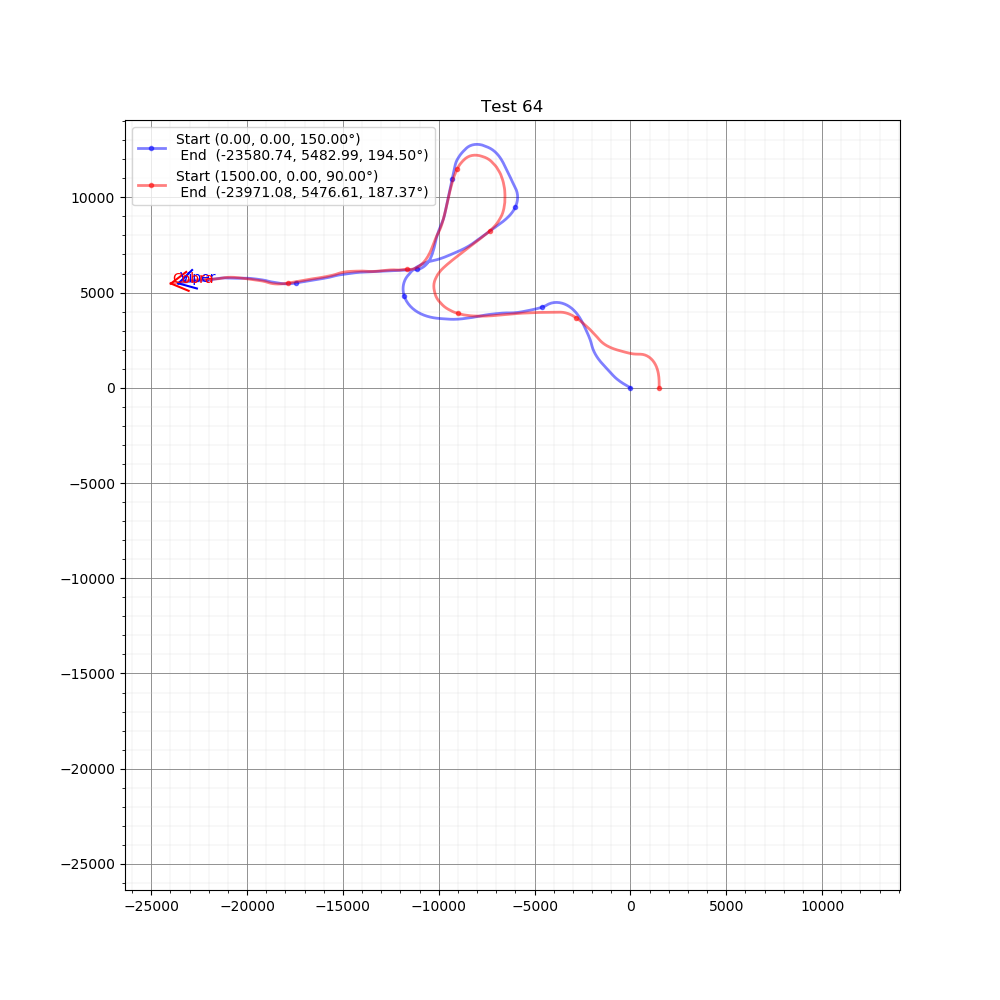 Test 64
Start (0.00, 0.00, 150.00°)
End  (-23580.74, 5482.99, 194.50°)
Start (1500.00, 0.00, 90.00°)
End  (-23971.08, 5476.61, 187.37°)
10000
5000
0
−5000
−10000
−15000
−20000
−25000
−25000 −20000 −15000 −10000 −5000 0 5000 10000